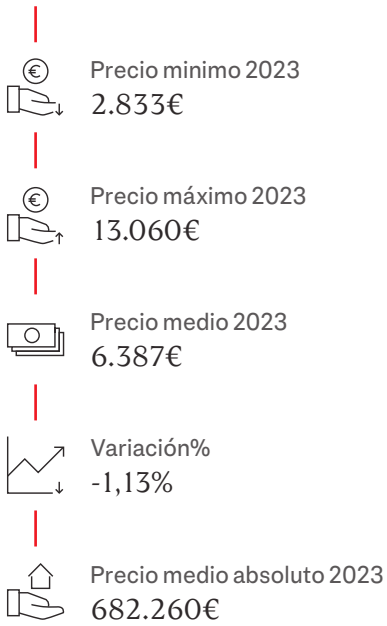 Precio minimo 2023
2.833€
Precio máximo 2023
13.060€
Precio medio 2023
6.387€
Variación%
-1,13%
Precio medio absoluto 2023
682.260€